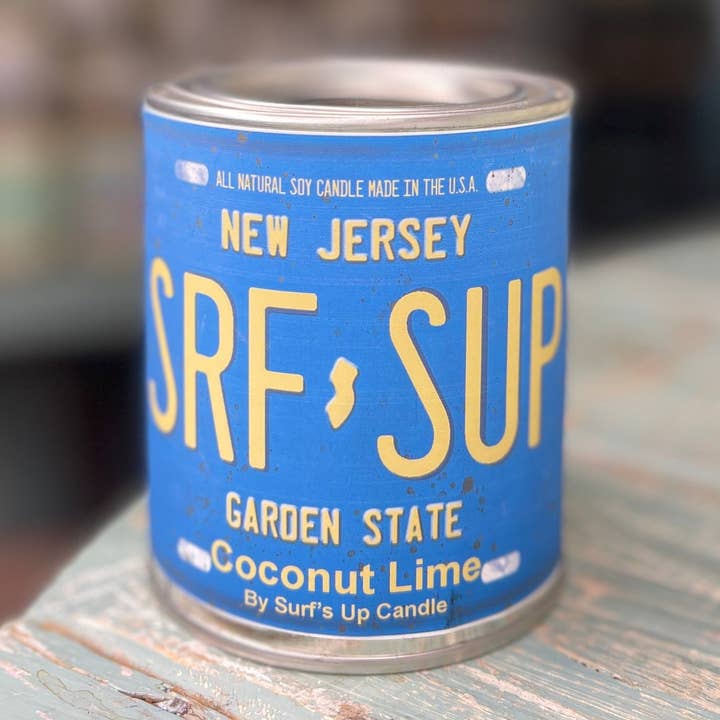 ALL NATURAL SOY CANDLE MADE IN THE U.S.A.
NEW JERSEY
SRF SUP
GARDEN STATE
Coconut Lime
By Surf's Up Candle